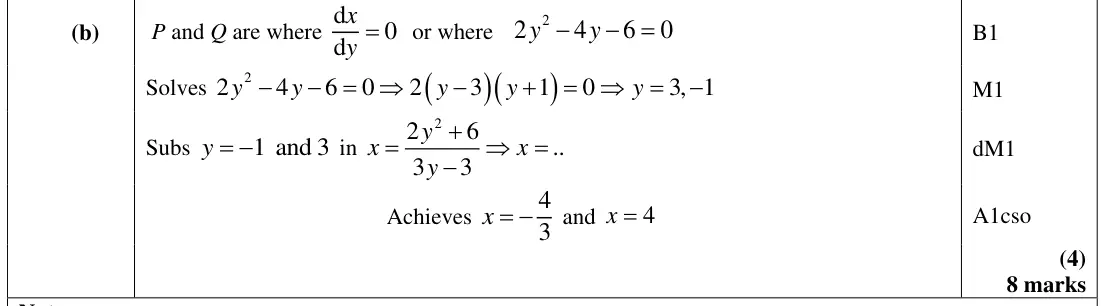 (b) P and Q are where dx/dy = 0 or where 2y² − 4y − 6 = 0 B1
Solves 2y² − 4y − 6 = 0 ⇒ 2(y − 3)(y + 1) = 0 ⇒ y = 3, −1 M1
Subs y = −1 and 3 in x = (2y² + 6)/(3y − 3) ⇒ x = .. dM1
Achieves x = −4/3 and x = 4 A1cso
(4)
8 marks